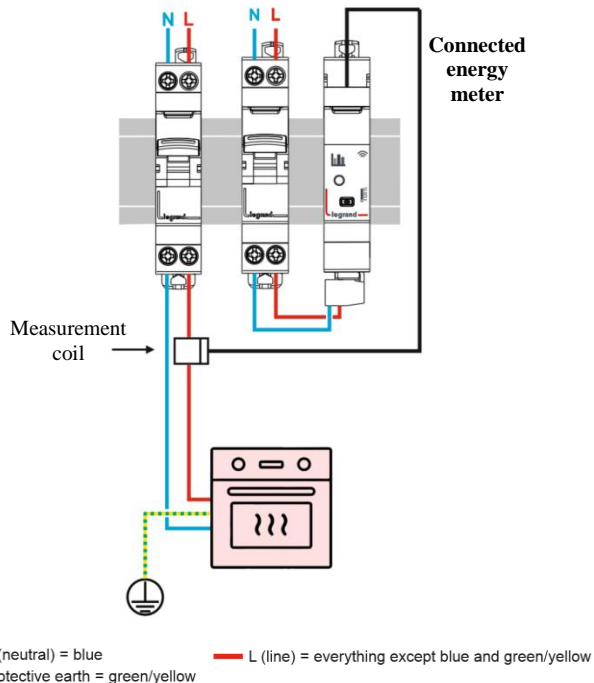 N L
N L
Connected
energy
meter
legrand
legrand
legrand
Measurement
coil
(neutral) = blue
L (line) = everything except blue and green/yellow
otective earth = green/yellow